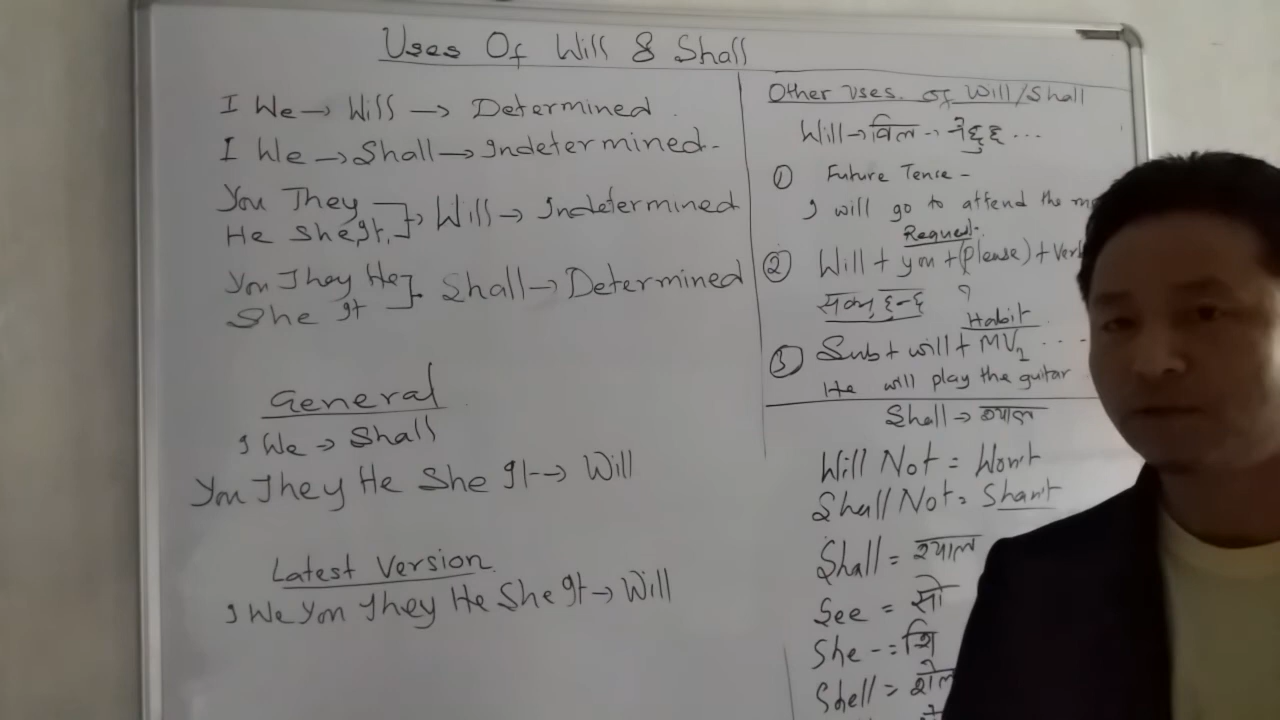 Uses Of Will & Shall
I We → Will → Determined.
I We → Shall → Indetermined.
You They
He She It.
Will → Indetermined
You They He
She It
Shall → Determined
General
I We → Shall
You They He She It → Will
Latest Version
I We You They He She It → Will
Other Uses of Will/Shall
Will → विल
① Future Tence -
I will go to attend the
Request.
② Will + you + (please) + Verb
?
Habit
③ Sub + will + MV1 ...
He will play the guitar
Shall → श्याल
Will Not = Won't
Shall Not = Shan't
Shall = श्याल
See = सी
She = शि
Shell =